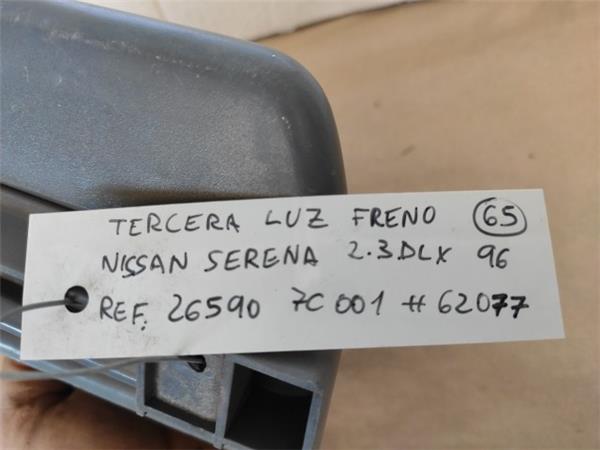 TERCERA LUZ FRENO 65
NISSAN SERENA 2.3DLX 96
REF. 26590 7C001 #62077